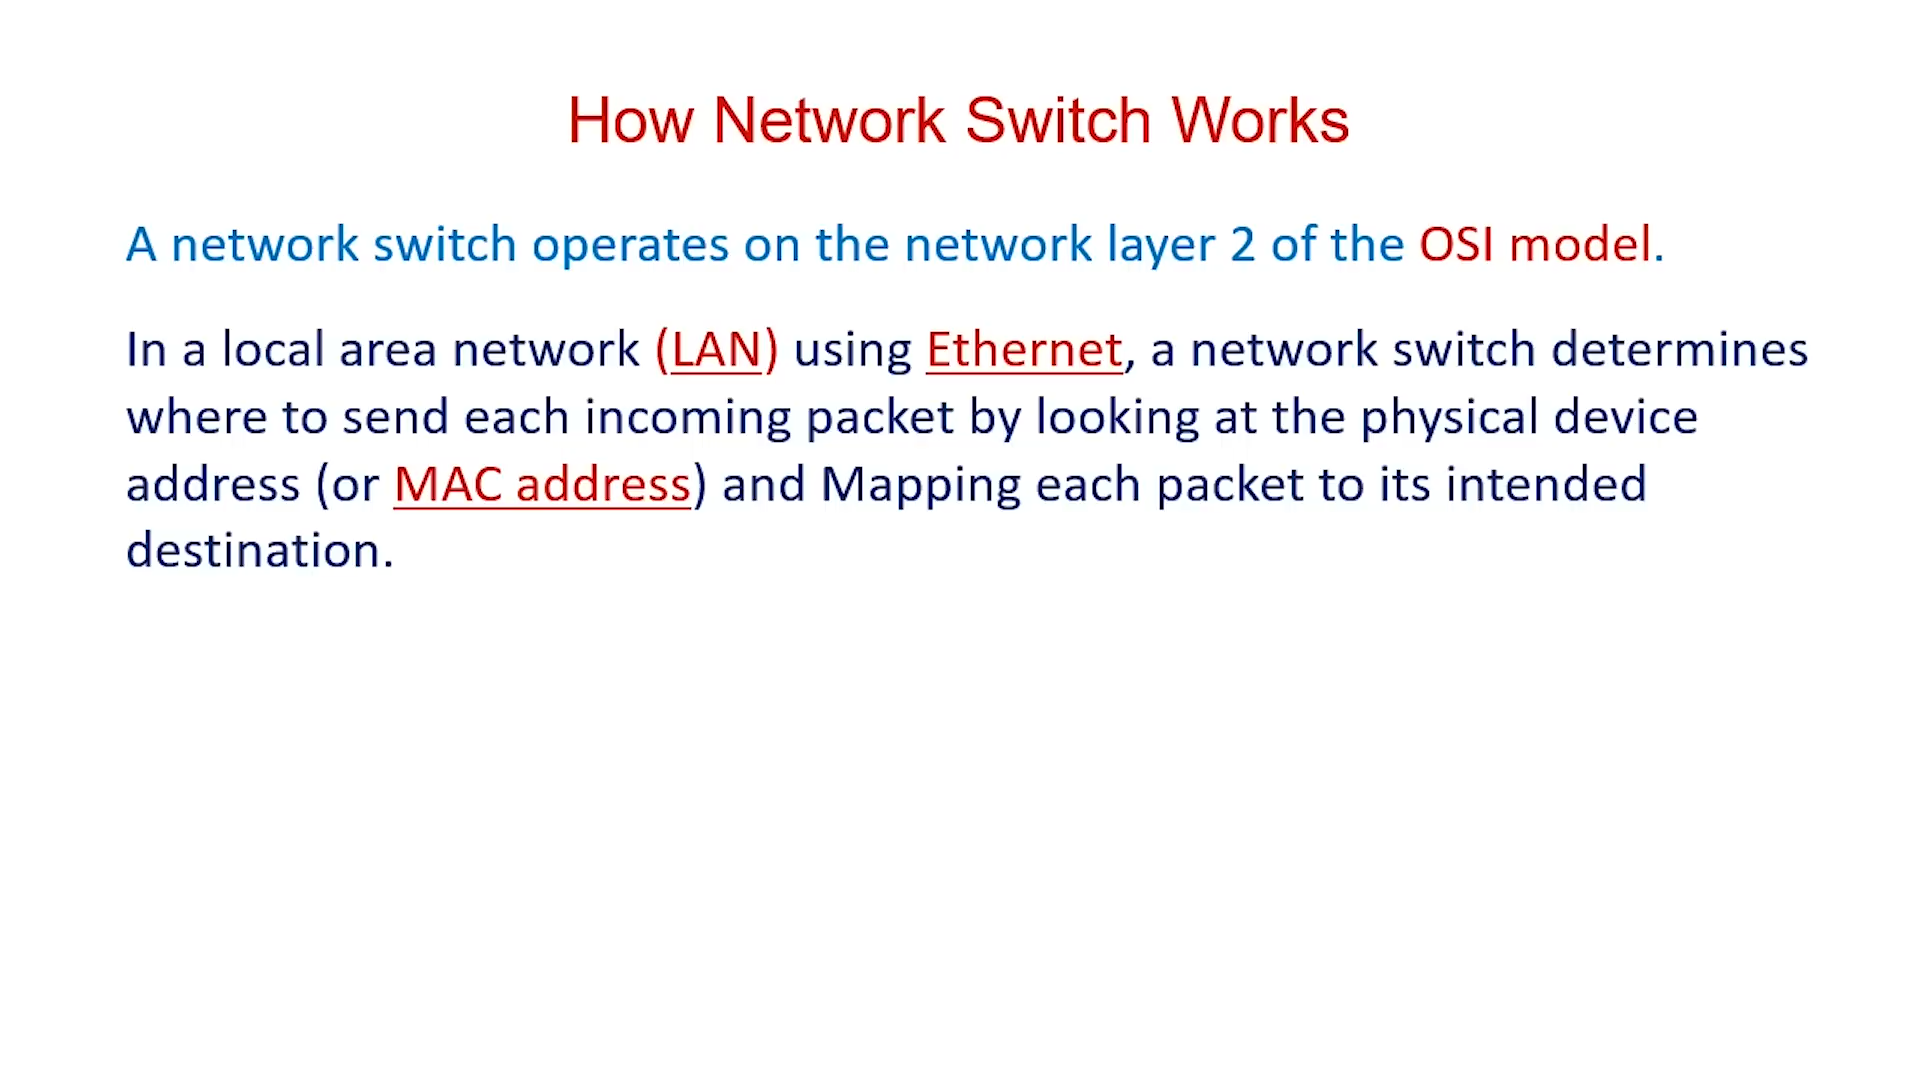 How Network Switch Works
A network switch operates on the network layer 2 of the OSI model.
In a local area network (LAN) using Ethernet, a network switch determines
where to send each incoming packet by looking at the physical device
address (or MAC address) and Mapping each packet to its intended
destination.